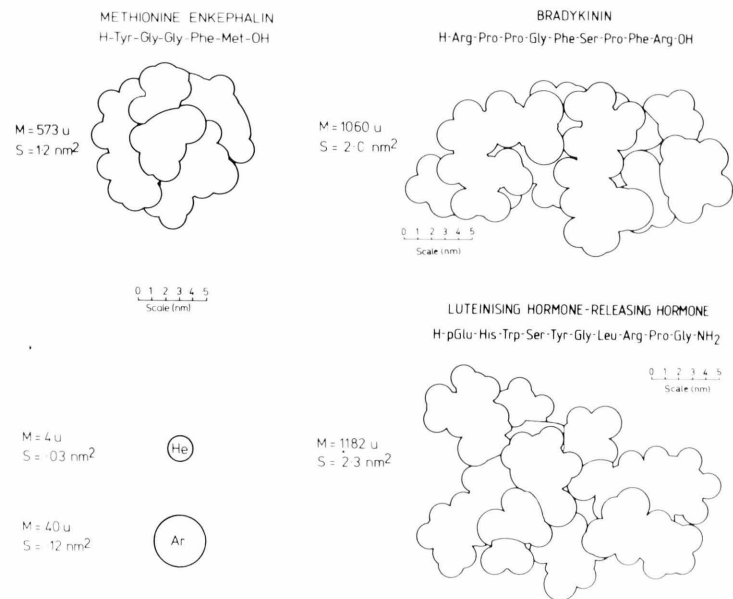 METHIONINE ENKEPHALIN
H-Tyr-Gly-Gly-Phe-Met-OH
M = 573 u
S = 1·2 nm²
0 1 2 3 4 5
Scale (nm)
BRADYKININ
H-Arg-Pro-Pro-Gly-Phe-Ser-Pro-Phe-Arg-OH
M = 1060 u
S = 2·0 nm²
0 1 2 3 4 5
Scale (nm)
M = 4 u
S = ·03 nm²
He
M = 40 u
S = ·12 nm²
Ar
LUTEINISING HORMONE-RELEASING HORMONE
H-pGlu-His-Trp-Ser-Tyr-Gly-Leu-Arg-Pro-Gly-NH₂
0 1 2 3 4 5
Scale (nm)
M = 1182 u
S = 2·3 nm²